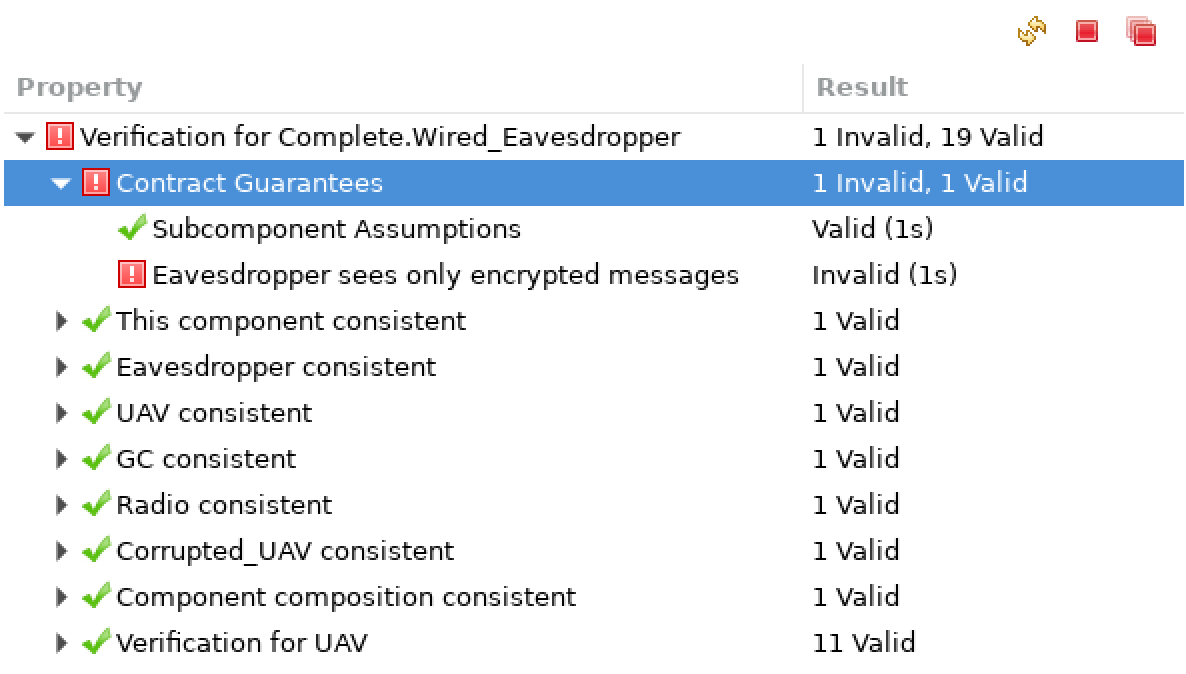 Property Result
Verification for Complete.Wired_Eavesdropper 1 Invalid, 19 Valid
Contract Guarantees 1 Invalid, 1 Valid
Subcomponent Assumptions Valid (1s)
Eavesdropper sees only encrypted messages Invalid (1s)
This component consistent 1 Valid
Eavesdropper consistent 1 Valid
UAV consistent 1 Valid
GC consistent 1 Valid
Radio consistent 1 Valid
Corrupted_UAV consistent 1 Valid
Component composition consistent 1 Valid
Verification for UAV 11 Valid